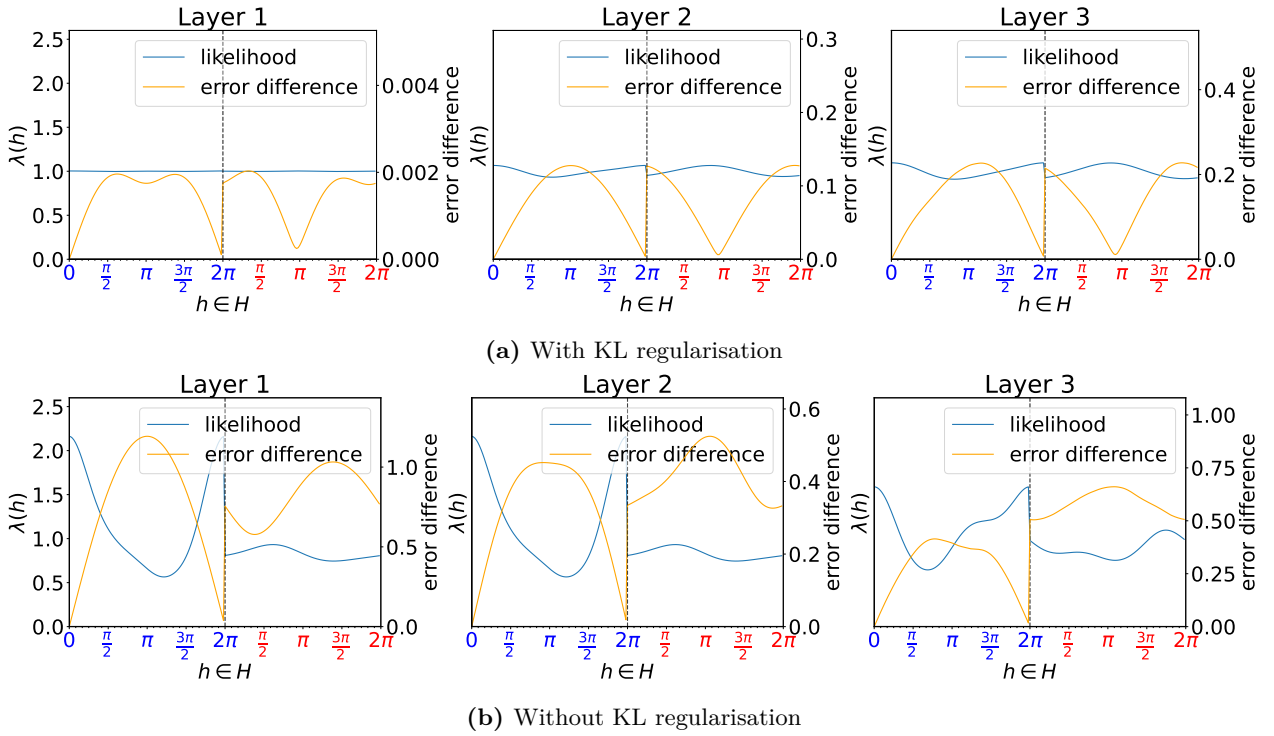 Layer 1
2.5
2.0
1.5
1.0
0.5
0.0
λ(h)
likelihood
error difference
0.004
0.002
0.000
error difference
0 π/2 π 3π/2 2π π/2 π 3π/2 2π
h ∈ H
Layer 2
λ(h)
likelihood
error difference
0.3
0.2
0.1
0.0
error difference
0 π/2 π 3π/2 2π π/2 π 3π/2 2π
h ∈ H
Layer 3
λ(h)
likelihood
error difference
0.4
0.2
0.0
error difference
0 π/2 π 3π/2 2π π/2 π 3π/2 2π
h ∈ H
(a) With KL regularisation
Layer 1
2.5
2.0
1.5
1.0
0.5
0.0
λ(h)
likelihood
error difference
1.0
0.5
0.0
error difference
0 π/2 π 3π/2 2π π/2 π 3π/2 2π
h ∈ H
Layer 2
λ(h)
likelihood
error difference
0.6
0.4
0.2
0.0
error difference
0 π/2 π 3π/2 2π π/2 π 3π/2 2π
h ∈ H
Layer 3
λ(h)
likelihood
error difference
1.00
0.75
0.50
0.25
0.00
error difference
0 π/2 π 3π/2 2π π/2 π 3π/2 2π
h ∈ H
(b) Without KL regularisation